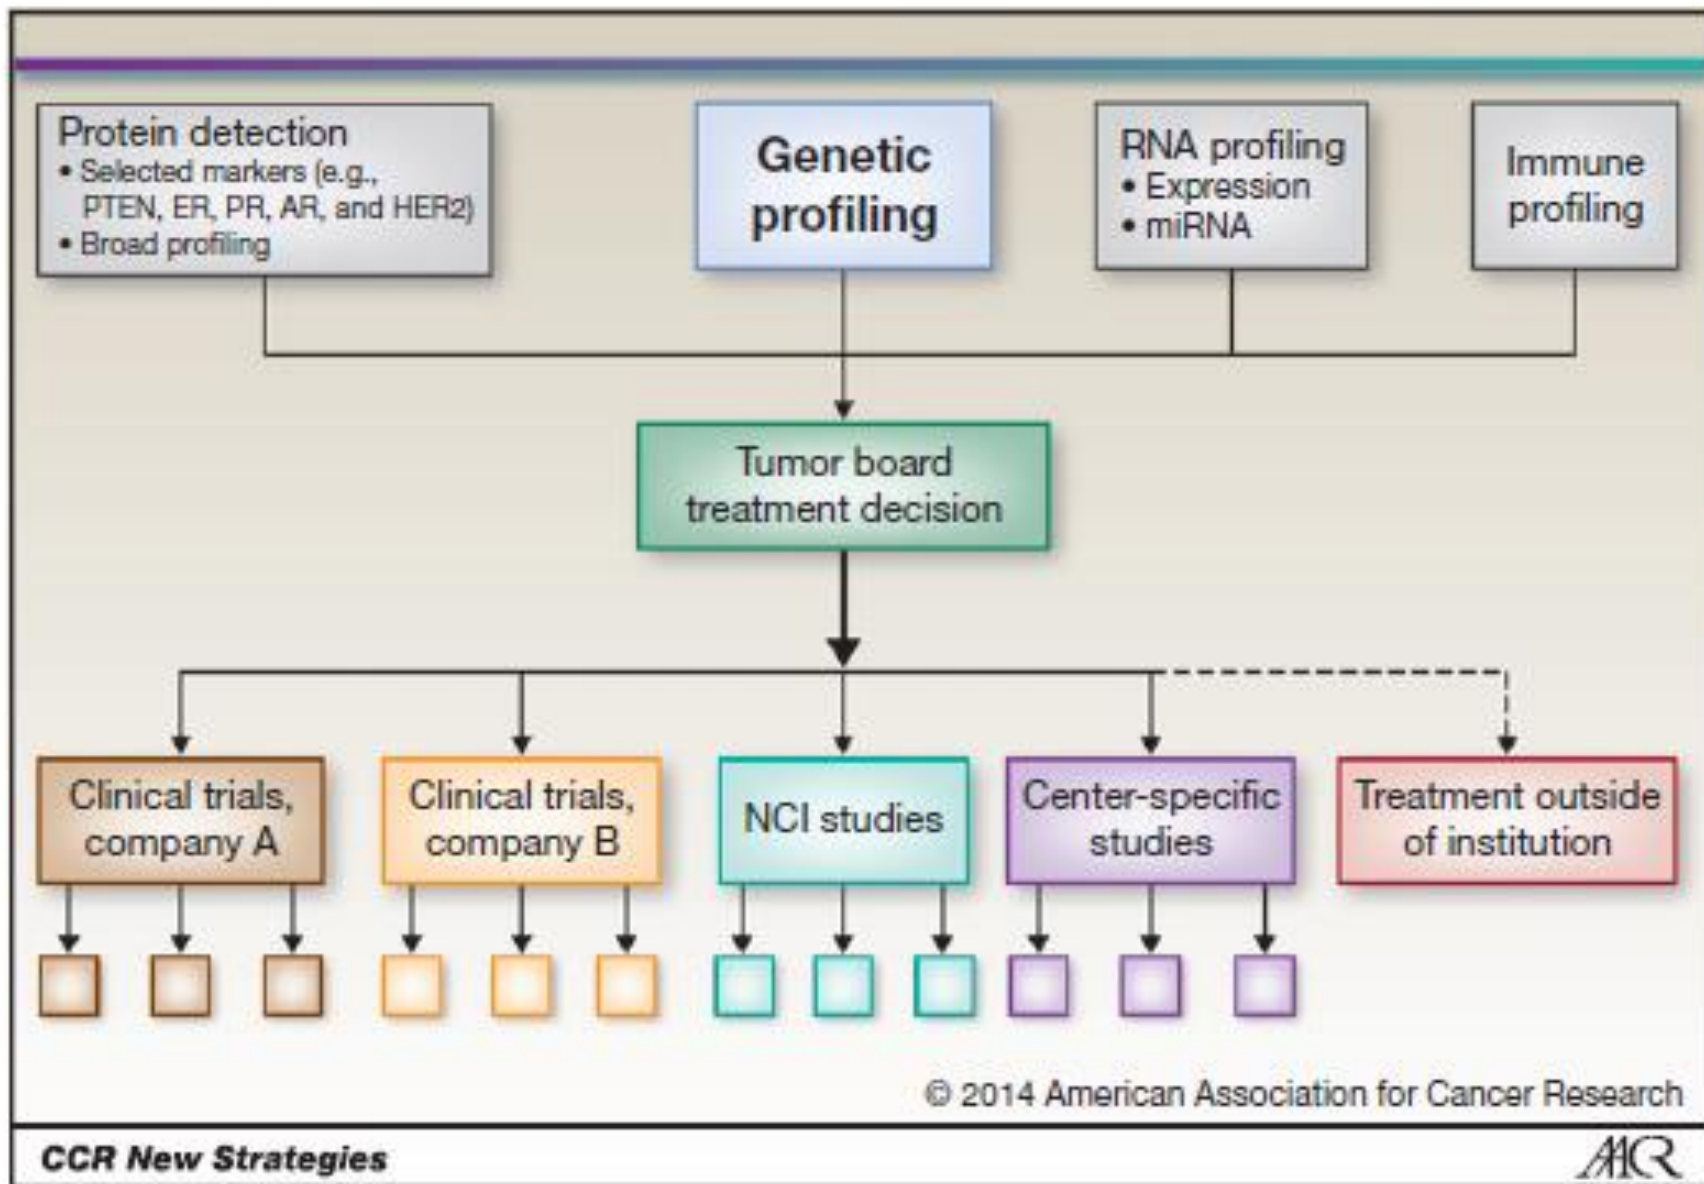 Protein detection
• Selected markers (e.g.,
PTEN, ER, PR, AR, and HER2)
• Broad profiling
Genetic
profiling
RNA profiling
• Expression
• miRNA
Immune
profiling
Tumor board
treatment decision
Clinical trials,
company A
Clinical trials,
company B
NCI studies
Center-specific
studies
Treatment outside
of institution
© 2014 American Association for Cancer Research
CCR New Strategies
AACR